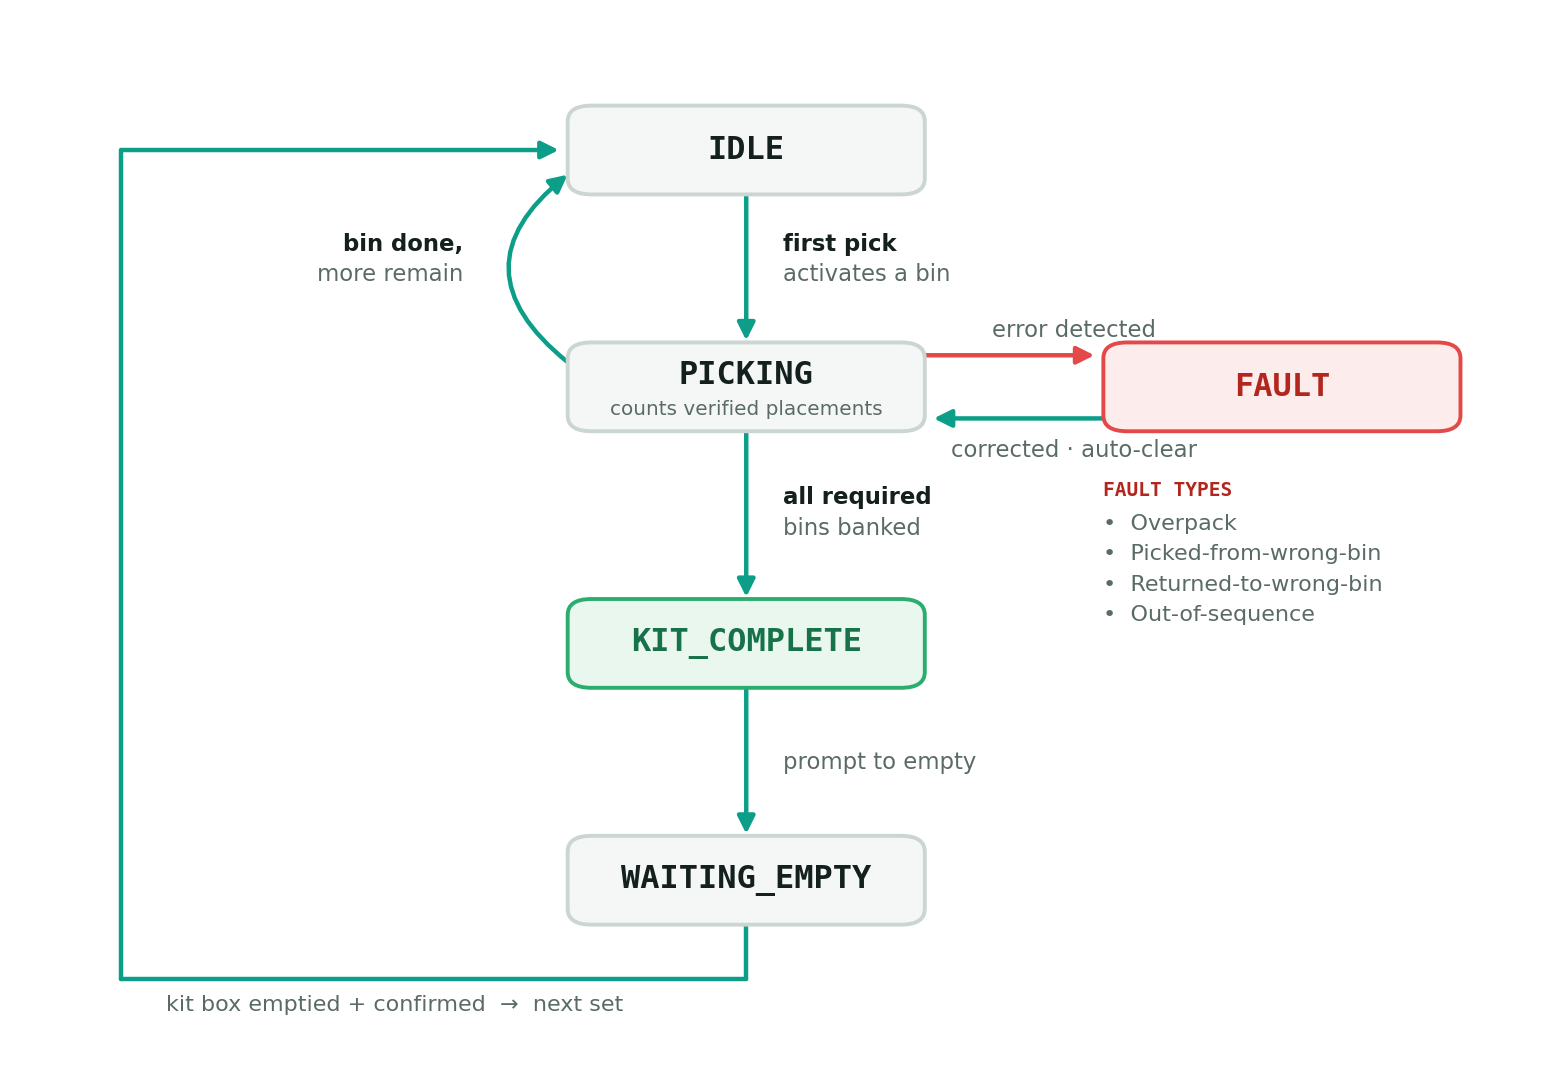 IDLE
bin done,
more remain
first pick
activates a bin
error detected
PICKING
counts verified placements
FAULT
corrected · auto-clear
all required
bins banked
FAULT TYPES
• Overpack
• Picked-from-wrong-bin
• Returned-to-wrong-bin
• Out-of-sequence
KIT_COMPLETE
prompt to empty
WAITING_EMPTY
kit box emptied + confirmed → next set